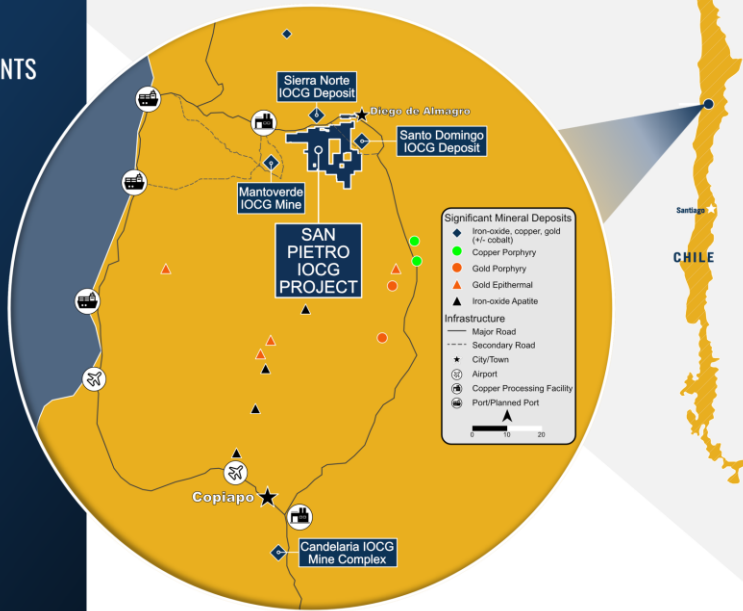 NTS
Sierra Norte
IOCG Deposit
Diego de Almagro
Santo Domingo
IOCG Deposit
Mantoverde
IOCG Mine
SAN
PIETRO
IOCG
PROJECT
Significant Mineral Deposits
Iron-oxide, copper, gold
(+/- cobalt)
Copper Porphyry
Gold Porphyry
Gold Epithermal
Iron-oxide Apatite
Infrastructure
Major Road
Secondary Road
City/Town
Airport
Copper Processing Facility
Port/Planned Port
0 10 20
Copiapo
Candelaria IOCG
Mine Complex
Santiago
CHILE